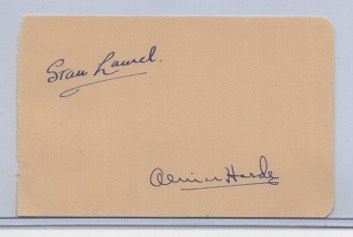 Stan Laurel.
Oliver Hardy